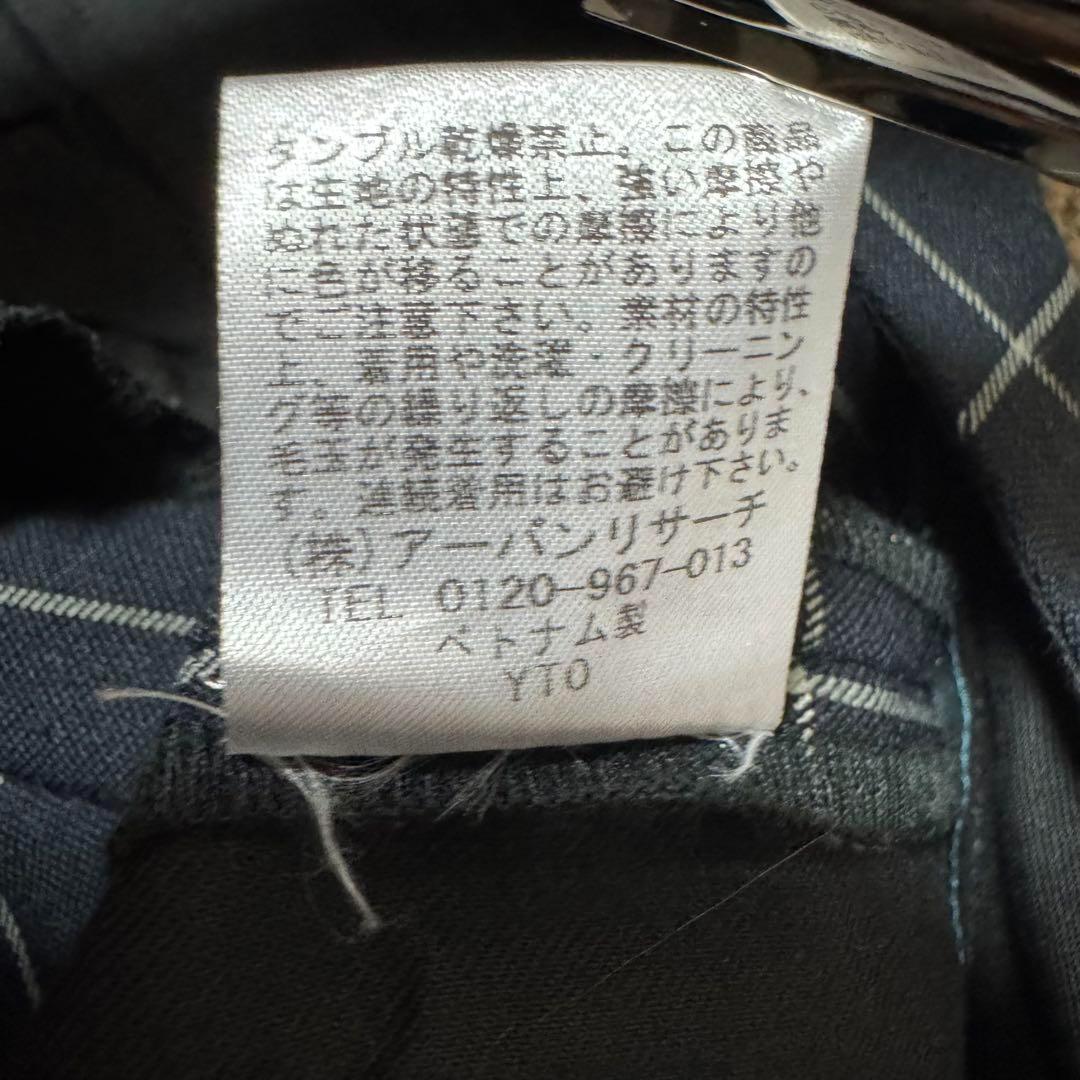 タンブル乾燥禁止。この商品
は生地の特性上、強い摩擦や
ぬれた状態での摩擦により他
に色が移ることがありますの
でご注意下さい。素材の特性
上、着用や洗濯・クリーニン
グ等の繰り返しの摩擦により、
毛玉が発生することがありま
す。連続着用はお避け下さい。
(株)アーバンリサーチ
TEL 0120-967-013
ベトナム製
YTO